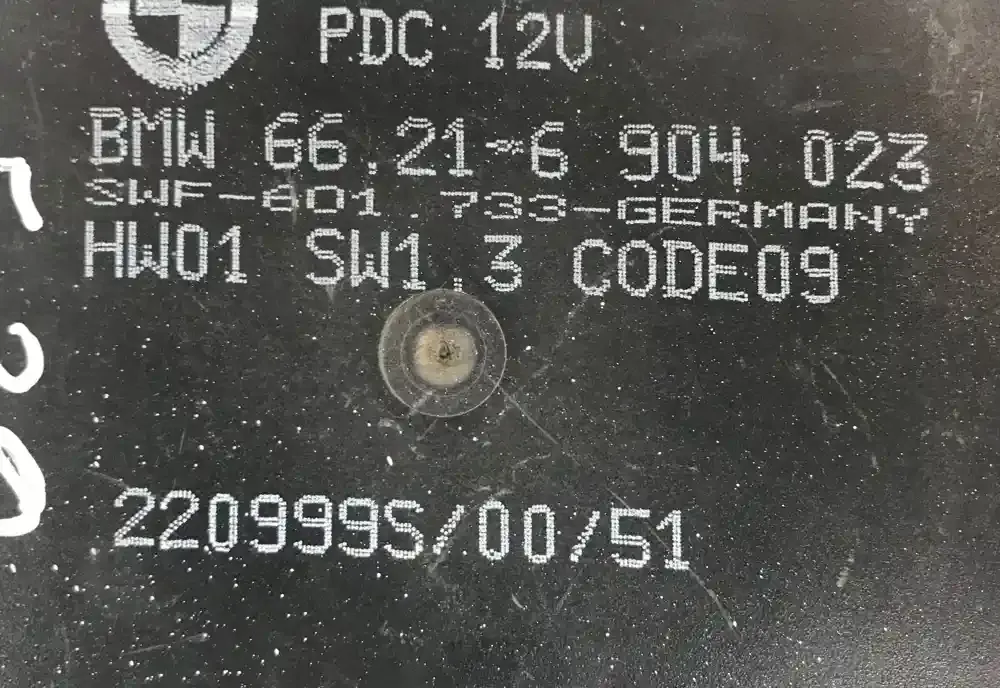 PDC 12V
BMW 66.21-6 904 023
SWF-801.733-GERMANY
HW01 SW1.3 CODE09
220999S/00/51